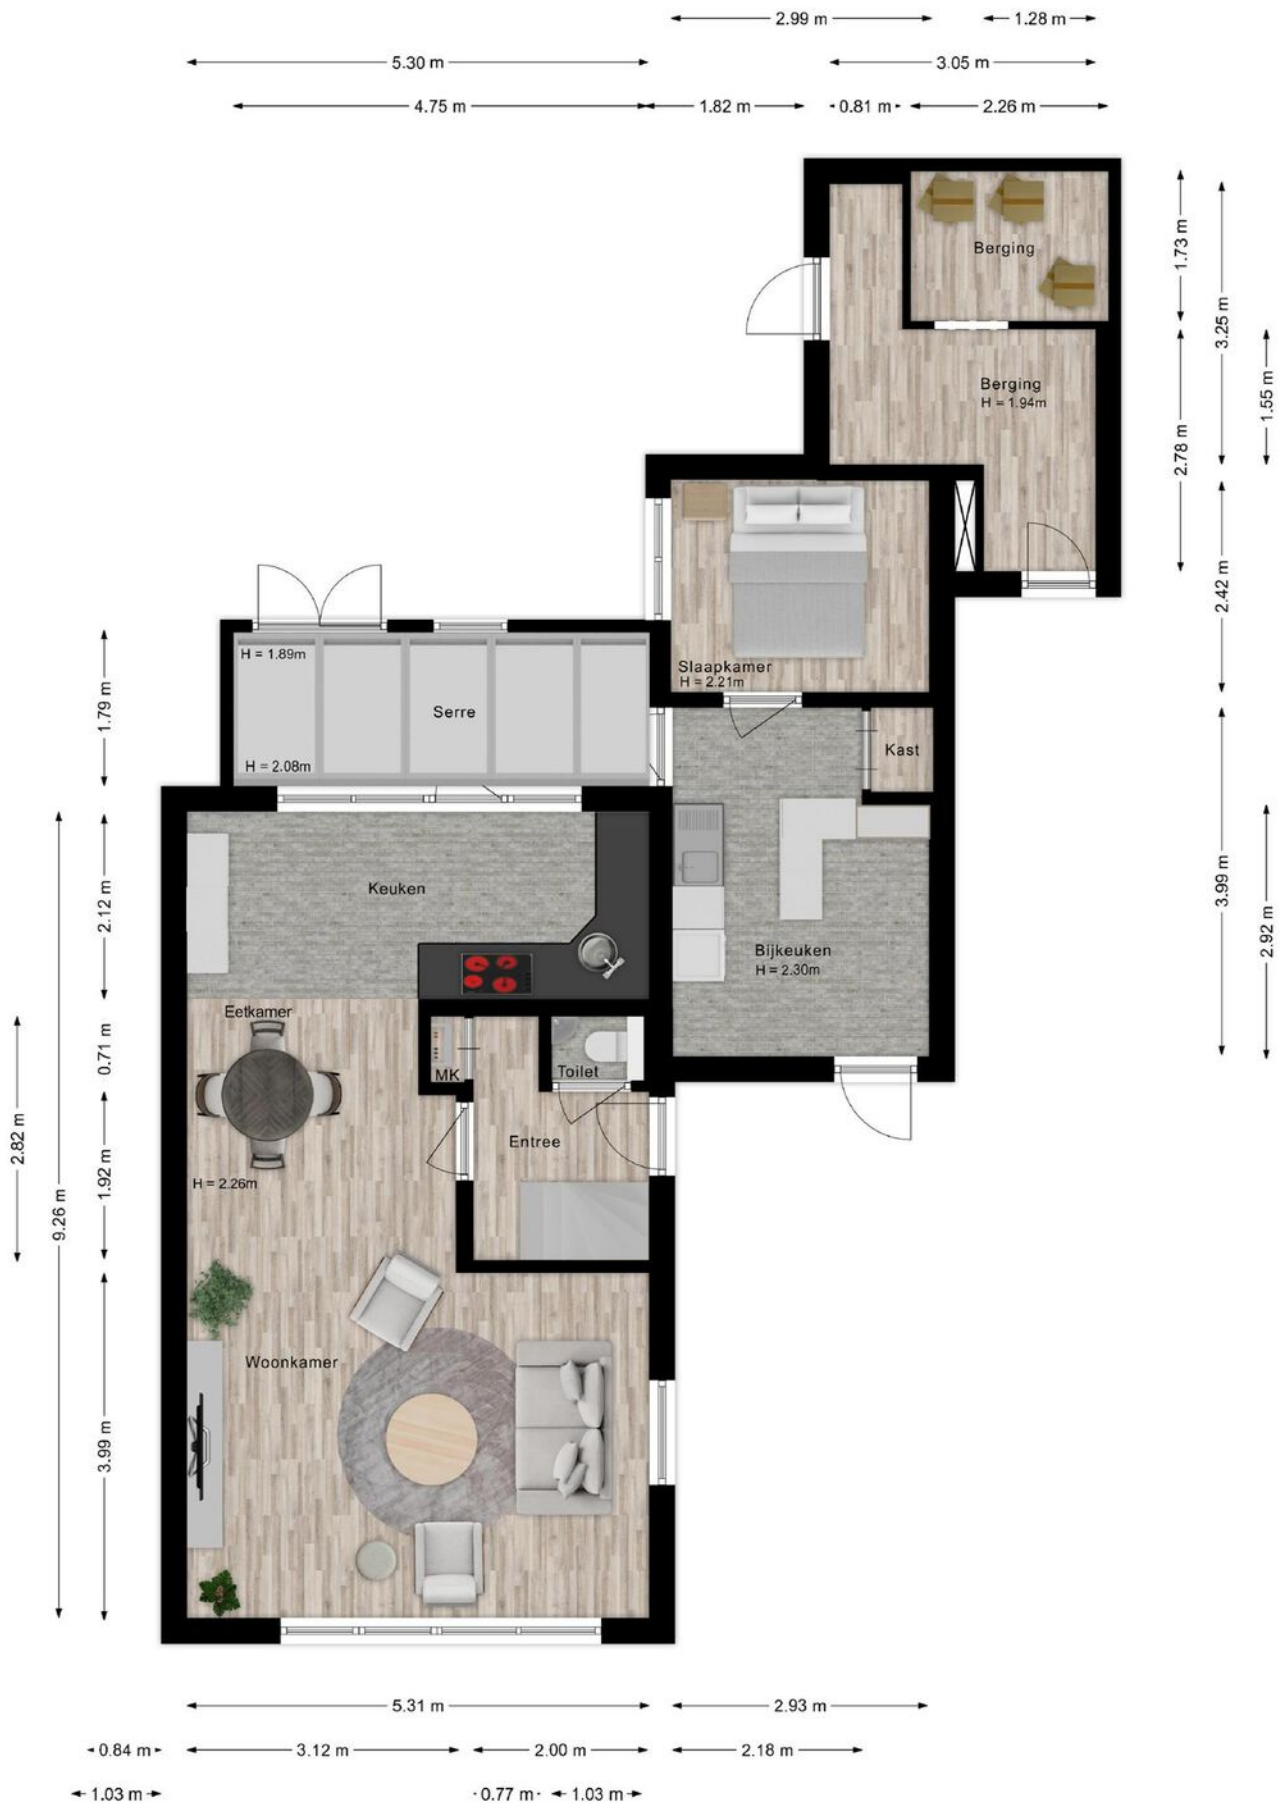 2.99 m
1.28 m
5.30 m
3.05 m
4.75 m
1.82 m
0.81 m
2.26 m
Berging
1.73 m
3.25 m
Berging
H = 1.94m
1.55 m
2.78 m
2.42 m
Slaapkamer
H = 2.21m
H = 1.89m
Serre
H = 2.08m
1.79 m
Kast
Keuken
2.12 m
3.99 m
2.92 m
Bijkeuken
H = 2.30m
Eetkamer
0.71 m
MK
Toilet
Entree
2.82 m
1.92 m
H = 2.26m
9.26 m
Woonkamer
3.99 m
5.31 m
2.93 m
0.84 m
3.12 m
2.00 m
2.18 m
1.03 m
0.77 m
1.03 m